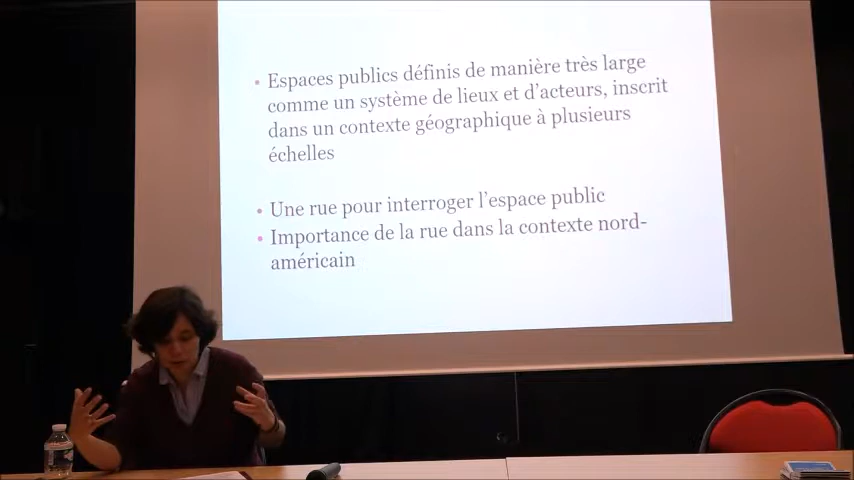 • Espaces publics définis de manière très large
comme un système de lieux et d'acteurs, inscrit
dans un contexte géographique à plusieurs
échelles
• Une rue pour interroger l'espace public
• Importance de la rue dans la contexte nord-
américain